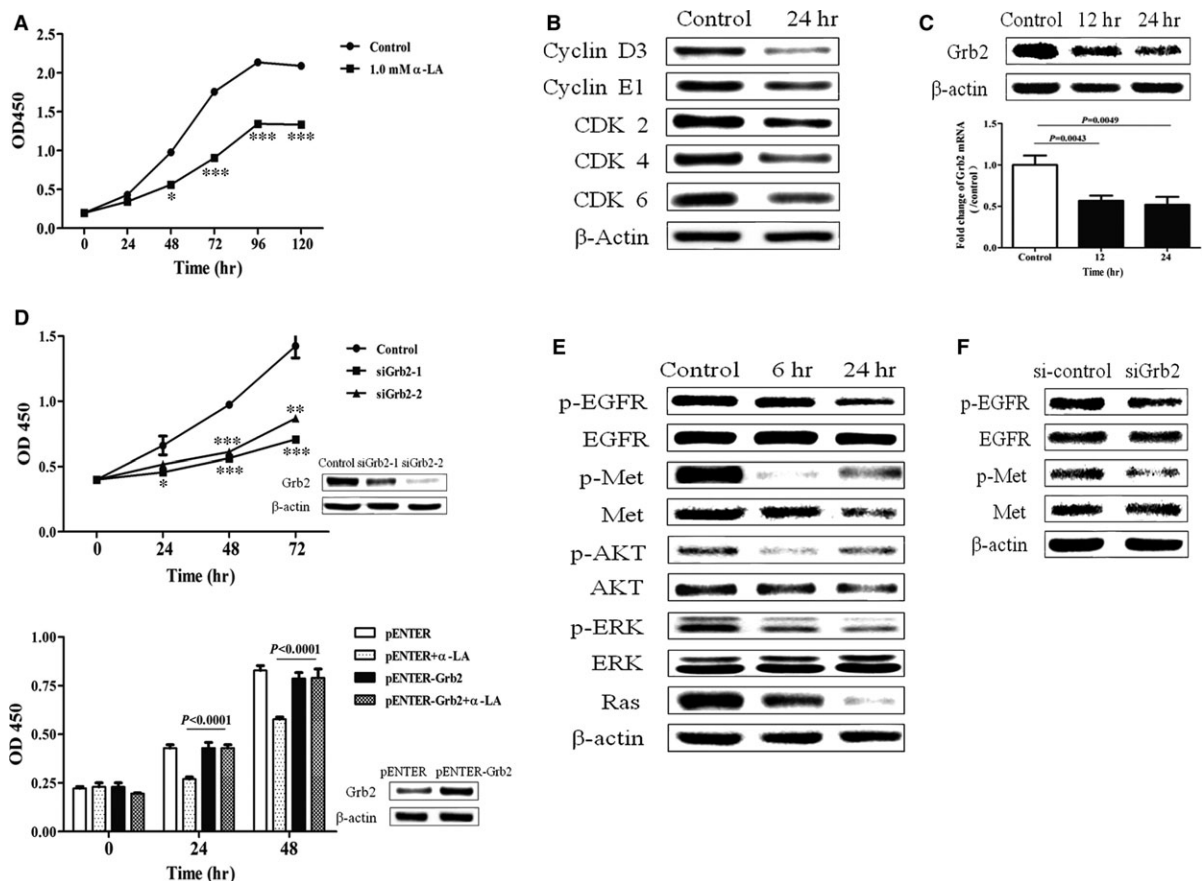 A
2.5
2.0
1.5
1.0
0.5
0.0
OD450
Control
1.0 mM α-LA
*
***
***
***
0 24 48 72 96 120
Time (hr)
B
Control 24 hr
Cyclin D3
Cyclin E1
CDK 2
CDK 4
CDK 6
β-Actin
C
Control 12 hr 24 hr
Grb2
β-actin
P=0.0049
P=0.0043
1.5
1.0
0.5
0.0
Fold change of Grb2 mRNA
(/control)
Control 12 24
Time (hr)
D
1.5
1.0
0.5
0.0
OD 450
Control
siGrb2-1
siGrb2-2
*
***
***
**
***
Control siGrb2-1 siGrb2-2
Grb2
β-actin
0 24 48 72
Time (hr)
1.00
0.75
0.50
0.25
0.00
OD 450
pENTER
pENTER+α-LA
pENTER-Grb2
pENTER-Grb2+α-LA
P<0.0001
P<0.0001
pENTER pENTER-Grb2
Grb2
β-actin
0 24 48
Time (hr)
E
Control 6 hr 24 hr
p-EGFR
EGFR
p-Met
Met
p-AKT
AKT
p-ERK
ERK
Ras
β-actin
F
si-control siGrb2
p-EGFR
EGFR
p-Met
Met
β-actin